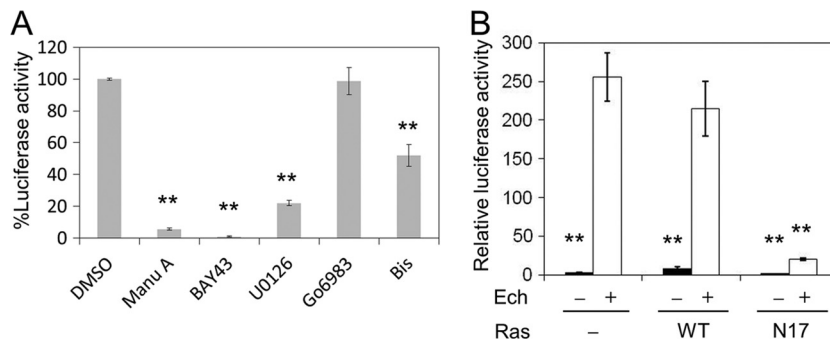 A
%Luciferase activity
120
100
80
60
40
20
0
**
**
**
**
DMSO
Manu A
BAY43
U0126
Go6983
Bis
B
Relative luciferase activity
300
250
200
150
100
50
0
**
**
**
**
Ech – + – + – +
Ras – WT N17